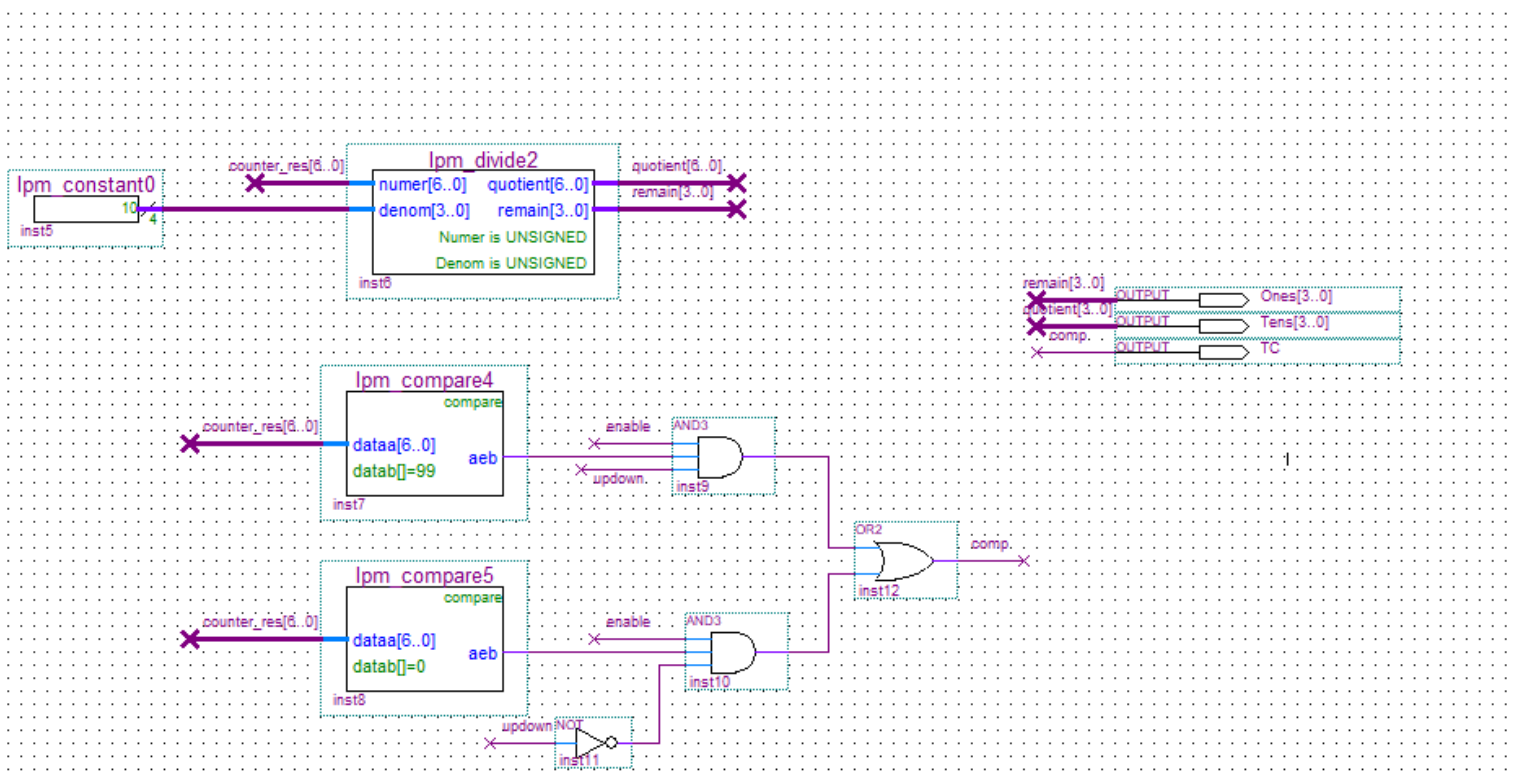 lpm_constant0
10
4
inst5
counter_res[6..0]
lpm_divide2
numer[6..0] quotient[6..0]
denom[3..0] remain[3..0]
Numer is UNSIGNED
Denom is UNSIGNED
inst6
quotient[6..0]
remain[3..0]
remain[3..0]
OUTPUT Ones[3..0]
quotient[3..0]
OUTPUT Tens[3..0]
comp
OUTPUT TC
lpm_compare4
compare
counter_res[6..0]
dataa[6..0]
aeb
datab[]=99
inst7
enable
AND3
updown
inst9
OR2
comp
inst12
lpm_compare5
compare
counter_res[6..0]
dataa[6..0]
aeb
datab[]=0
inst8
enable
AND3
inst10
updown
NOT
inst11